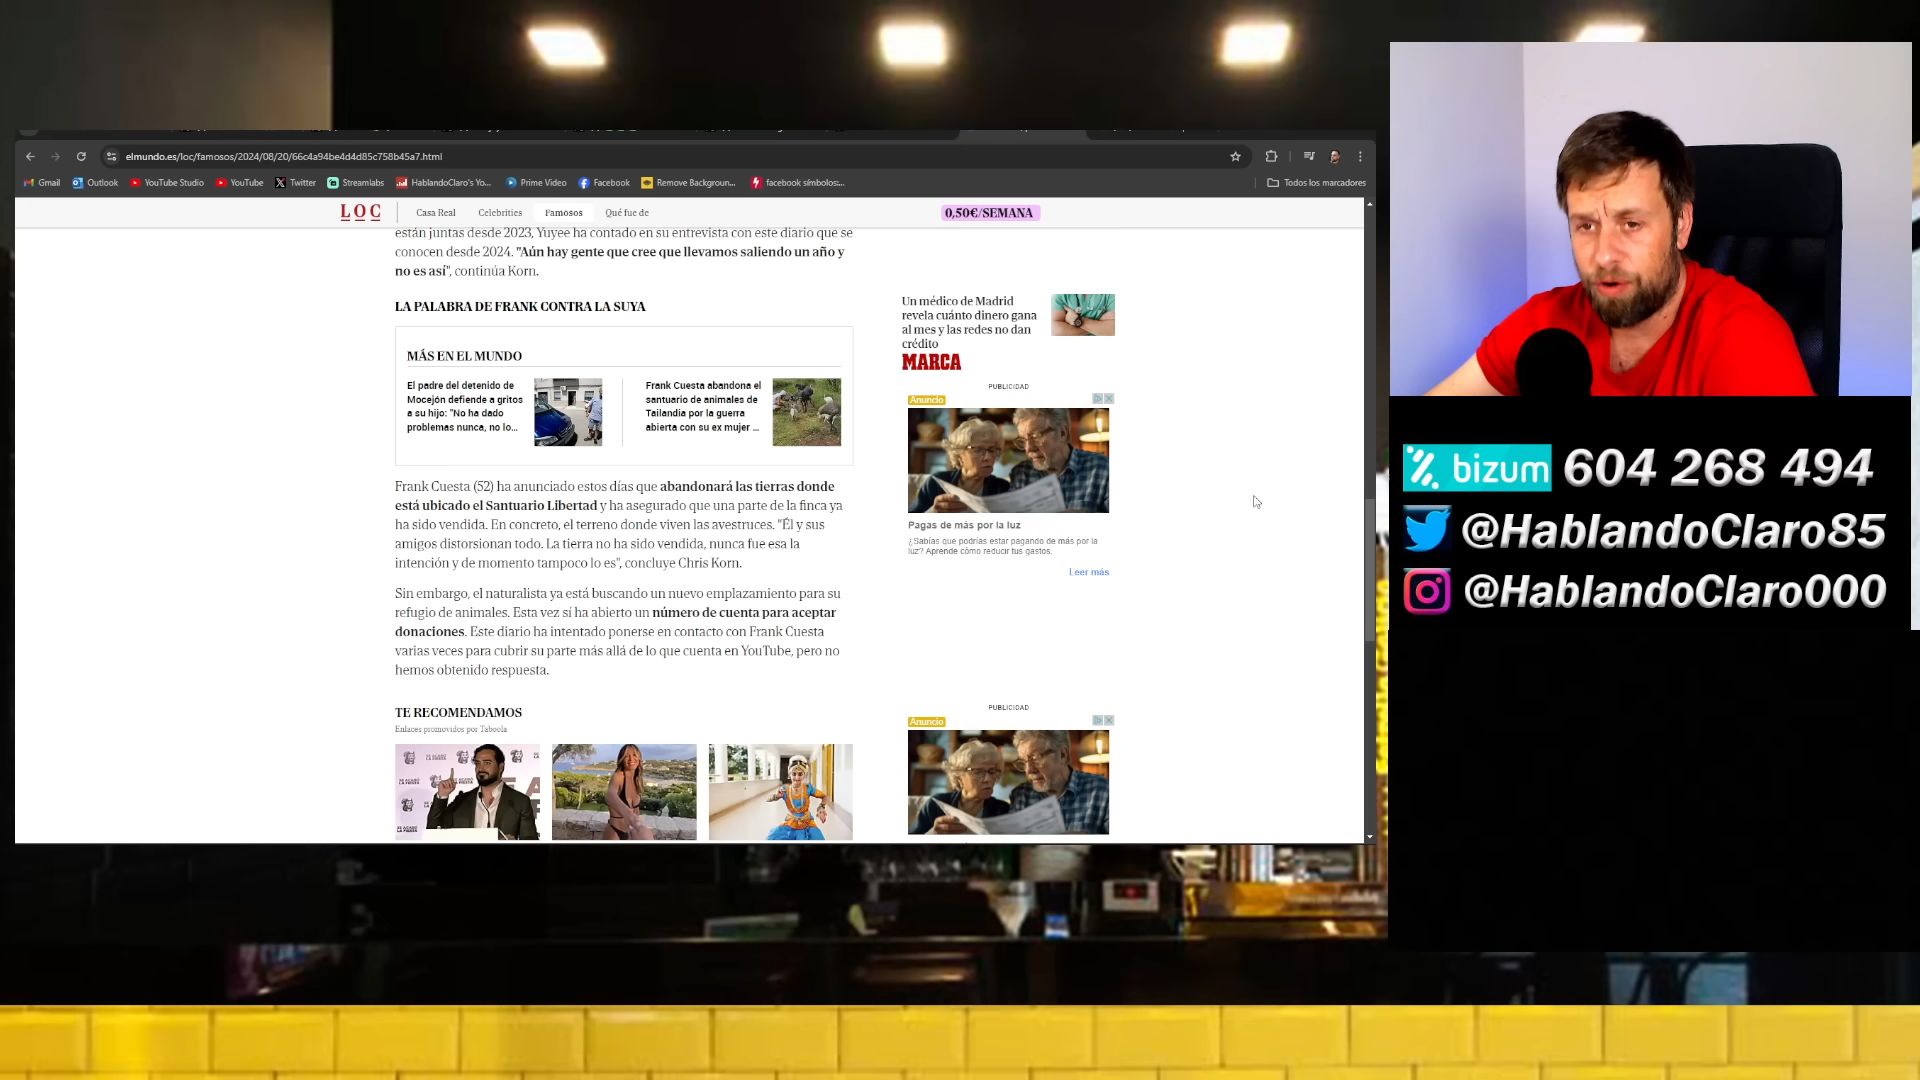 elmundo.es/loc/famosos/2024/08/20/66c4a94be4d4d85c758b45a7.html
Gmail
Outlook
YouTube Studio
YouTube
Twitter
Streamlabs
HablandoClaro's Yo...
Prime Video
Facebook
Remove Backgroun...
facebook símbolos:...
Todos los marcadores
LOC
Casa Real
Celebrities
Famosos
Qué fue de
0,50€/SEMANA
están juntas desde 2023, Yuyee ha contado en su entrevista con este diario que se
conocen desde 2024. "Aún hay gente que cree que llevamos saliendo un año y
no es así", continúa Korn.
LA PALABRA DE FRANK CONTRA LA SUYA
MÁS EN EL MUNDO
El padre del detenido de
Mocejón defiende a gritos
a su hijo: "No ha dado
problemas nunca, no lo...
Frank Cuesta abandona el
santuario de animales de
Tailandia por la guerra
abierta con su ex mujer ...
Frank Cuesta (52) ha anunciado estos días que abandonará las tierras donde
está ubicado el Santuario Libertad y ha asegurado que una parte de la finca ya
ha sido vendida. En concreto, el terreno donde viven las avestruces. "Él y sus
amigos distorsionan todo. La tierra no ha sido vendida, nunca fue esa la
intención y de momento tampoco lo es", concluye Chris Korn.
Sin embargo, el naturalista ya está buscando un nuevo emplazamiento para su
refugio de animales. Esta vez sí ha abierto un número de cuenta para aceptar
donaciones. Este diario ha intentado ponerse en contacto con Frank Cuesta
varias veces para cubrir su parte más allá de lo que cuenta en YouTube, pero no
hemos obtenido respuesta.
TE RECOMENDAMOS
Enlaces promovidos por Taboola
Un médico de Madrid
revela cuánto dinero gana
al mes y las redes no dan
crédito
MARCA
PUBLICIDAD
Anuncio
Pagas de más por la luz
¿Sabías que podrías estar pagando de más por la
luz? Aprende cómo reducir tus gastos.
Leer más
PUBLICIDAD
Anuncio
bizum 604 268 494
@HablandoClaro85
@HablandoClaro000